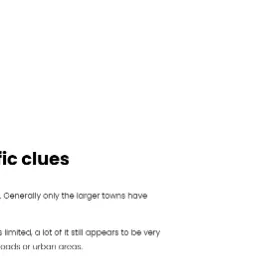 fic clues
. Generally only the larger towns have
s limited, a lot of it still appears to be very
roads or urban areas.